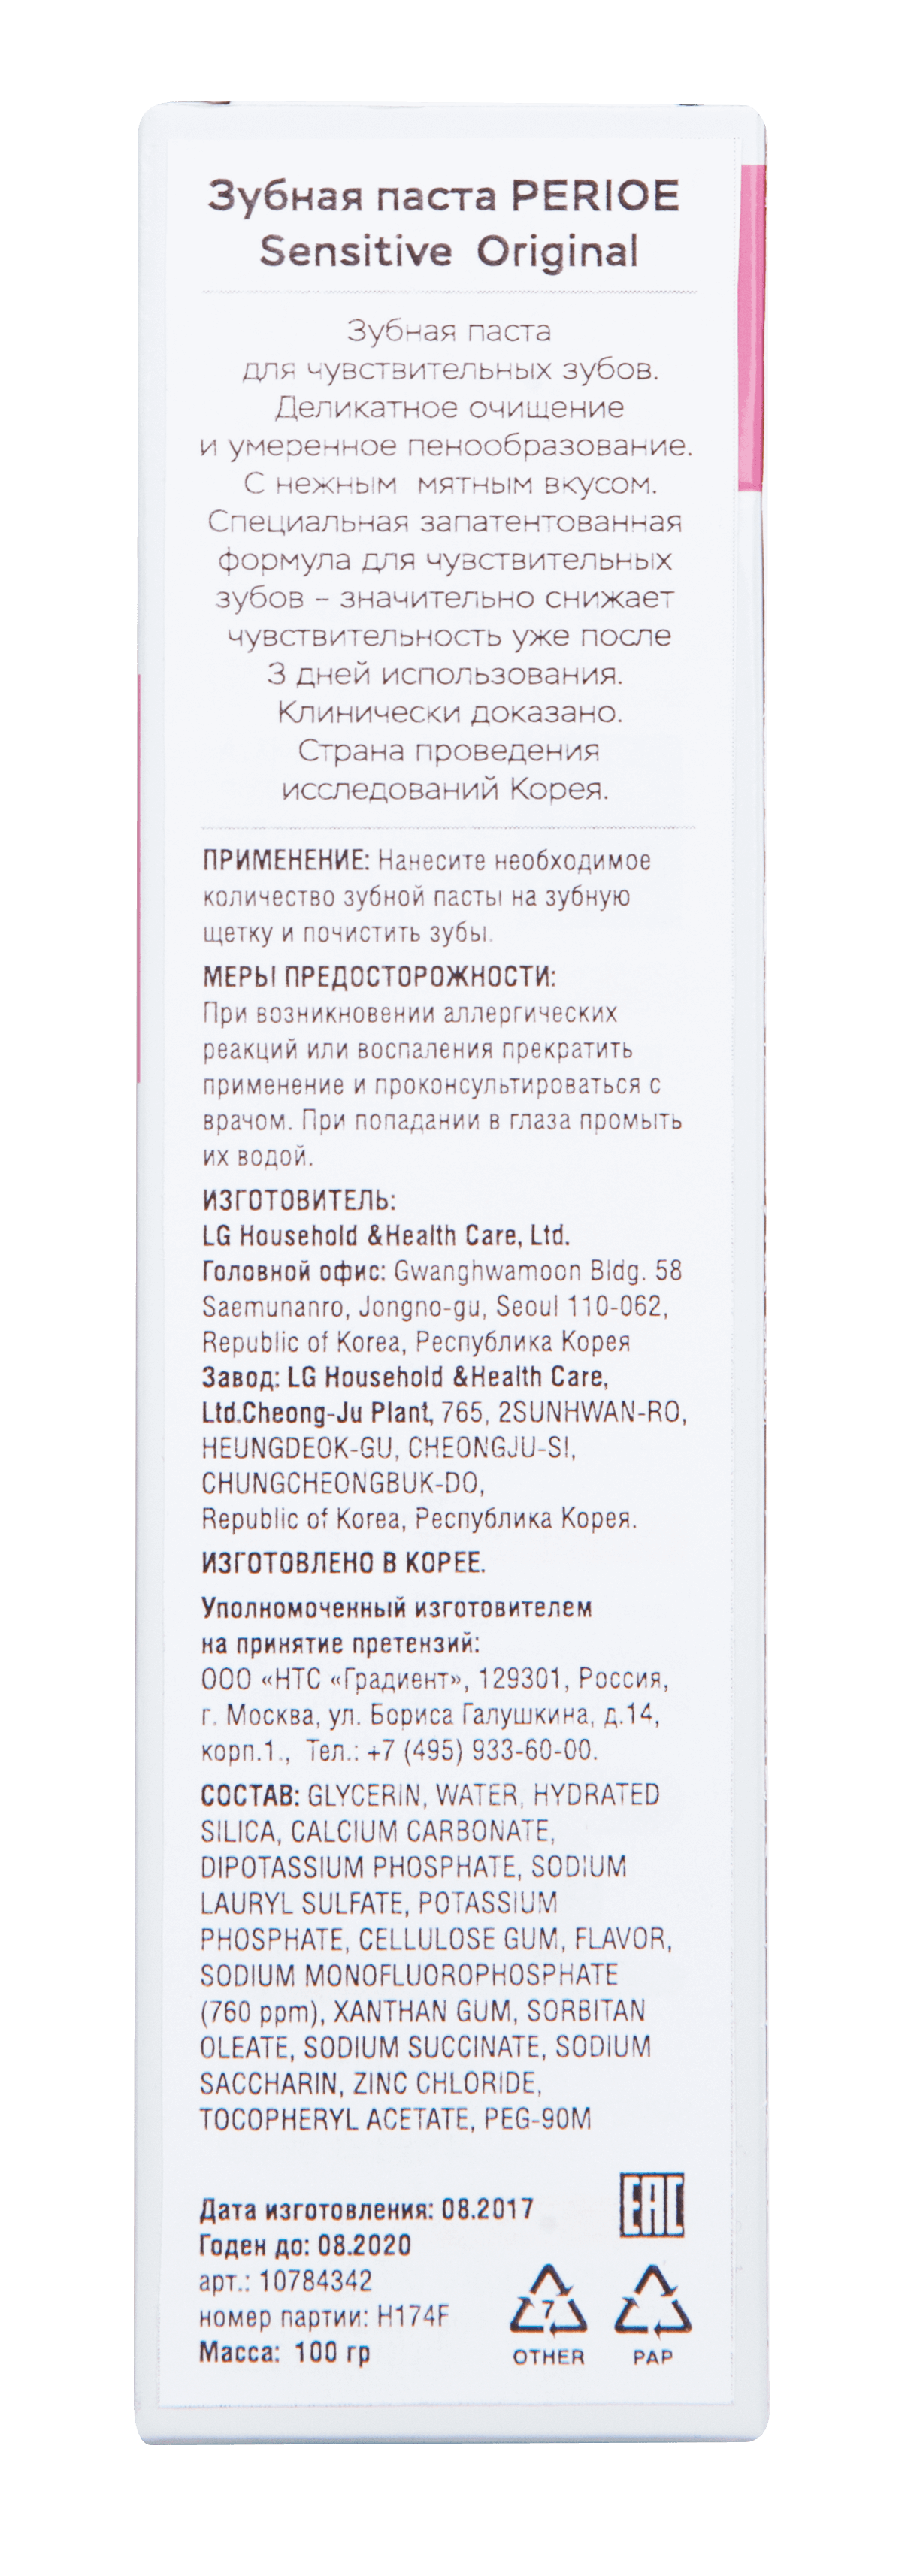 Зубная паста PERIOE
Sensitive Original
Зубная паста
для чувствительных зубов.
Деликатное очищение
и умеренное пенообразование.
С нежным мятным вкусом.
Специальная запатентованная
формула для чувствительных
зубов – значительно снижает
чувствительность уже после
3 дней использования.
Клинически доказано.
Страна проведения
исследований Корея.
ПРИМЕНЕНИЕ: Нанесите необходимое
количество зубной пасты на зубную
щетку и почистить зубы.
МЕРЫ ПРЕДОСТОРОЖНОСТИ:
При возникновении аллергических
реакций или воспаления прекратить
применение и проконсультироваться с
врачом. При попадании в глаза промыть
их водой.
ИЗГОТОВИТЕЛЬ:
LG Household &Health Care, Ltd.
Головной офис: Gwanghwamoon Bldg. 58
Saemunanro, Jongno-gu, Seoul 110-062,
Republic of Korea, Республика Корея
Завод: LG Household &Health Care,
Ltd.Cheong-Ju Plant, 765, 2SUNHWAN-RO,
HEUNGDEOK-GU, CHEONGJU-SI,
CHUNGCHEONGBUK-DO,
Republic of Korea, Республика Корея.
ИЗГОТОВЛЕНО В КОРЕЕ.
Уполномоченный изготовителем
на принятие претензий:
ООО «НТС «Градиент», 129301, Россия,
г. Москва, ул. Бориса Галушкина, д.14,
корп.1., Тел.: +7 (495) 933-60-00.
СОСТАВ: GLYCERIN, WATER, HYDRATED
SILICA, CALCIUM CARBONATE,
DIPOTASSIUM PHOSPHATE, SODIUM
LAURYL SULFATE, POTASSIUM
PHOSPHATE, CELLULOSE GUM, FLAVOR,
SODIUM MONOFLUOROPHOSPHATE
(760 ppm), XANTHAN GUM, SORBITAN
OLEATE, SODIUM SUCCINATE, SODIUM
SACCHARIN, ZINC CHLORIDE,
TOCOPHERYL ACETATE, PEG-90M
EAC
Дата изготовления: 08.2017
Годен до: 08.2020
арт.: 10784342
номер партии: H174F
Масса: 100 гр
7
OTHER PAP